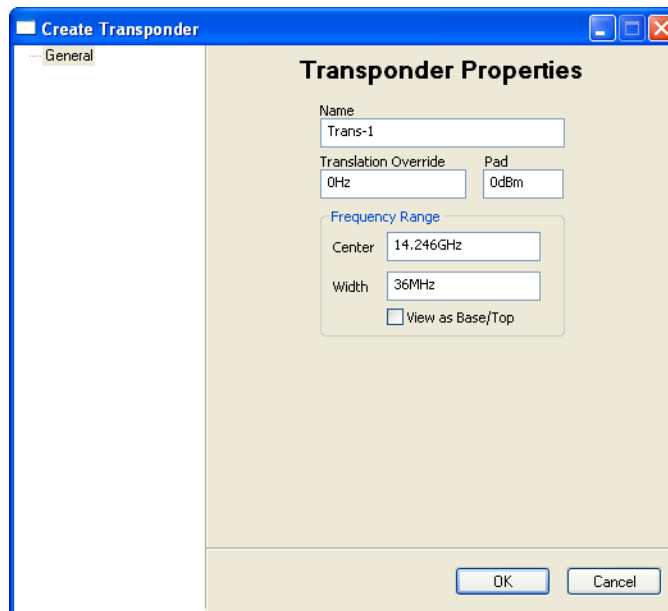 Create Transponder
General
Transponder Properties
Name
Trans-1
Translation Override Pad
0Hz 0dBm
Frequency Range
Center 14.246GHz
Width 36MHz
View as Base/Top
OK Cancel